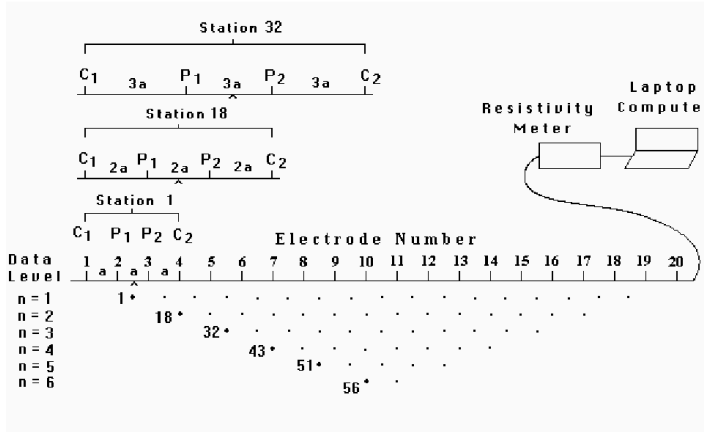 Station 32
C1 3a P1 3a P2 3a C2
Station 18
C1 2a P1 2a P2 2a C2
Station 1
C1 P1 P2 C2
Resistivity
Meter
Laptop
Compute
Electrode Number
Data
Level
1 2 3 4 5 6 7 8 9 10 11 12 13 14 15 16 17 18 19 20
a a a
n = 1 1
n = 2 18
n = 3 32
n = 4 43
n = 5 51
n = 6 56